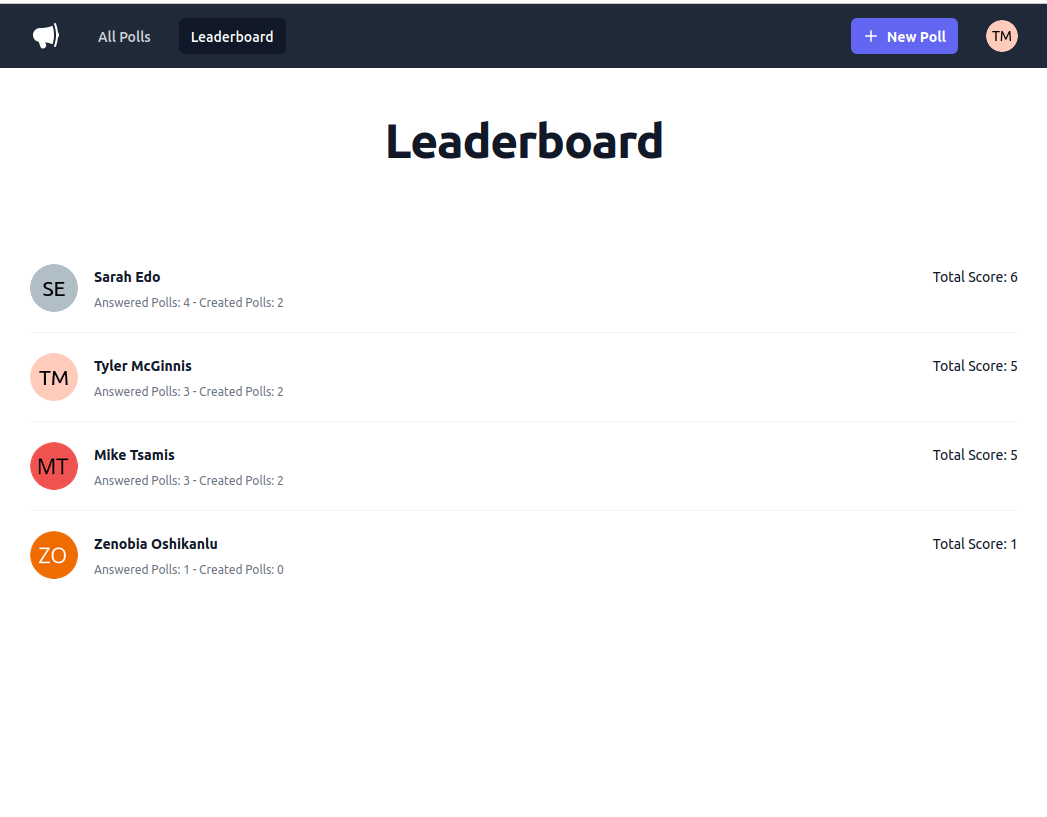 All Polls Leaderboard New Poll TM
Leaderboard
SE Sarah Edo Total Score: 6
Answered Polls: 4 - Created Polls: 2
TM Tyler McGinnis Total Score: 5
Answered Polls: 3 - Created Polls: 2
MT Mike Tsamis Total Score: 5
Answered Polls: 3 - Created Polls: 2
ZO Zenobia Oshikanlu Total Score: 1
Answered Polls: 1 - Created Polls: 0